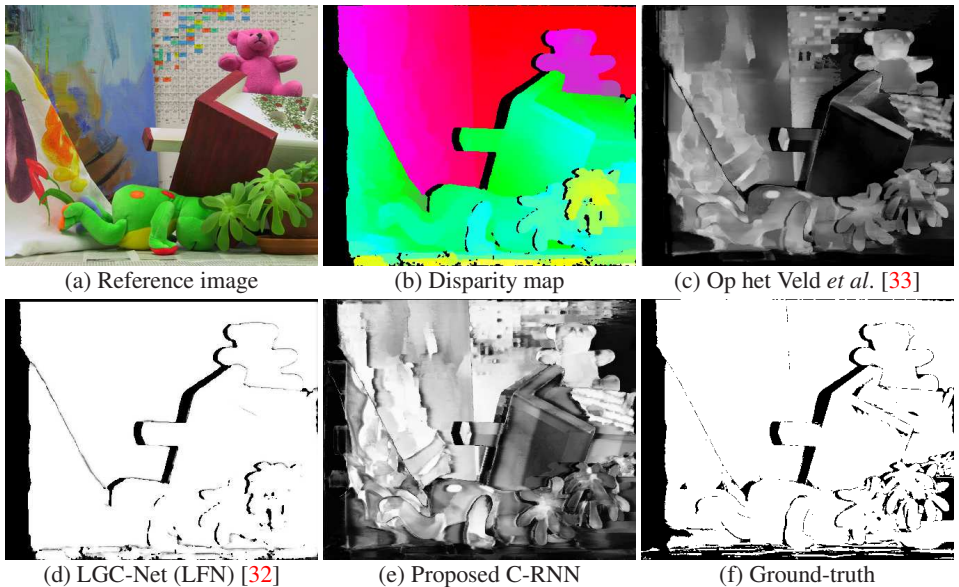 (a) Reference image
(b) Disparity map
(c) Op het Veld et al. [33]
(d) LGC-Net (LFN) [32]
(e) Proposed C-RNN
(f) Ground-truth